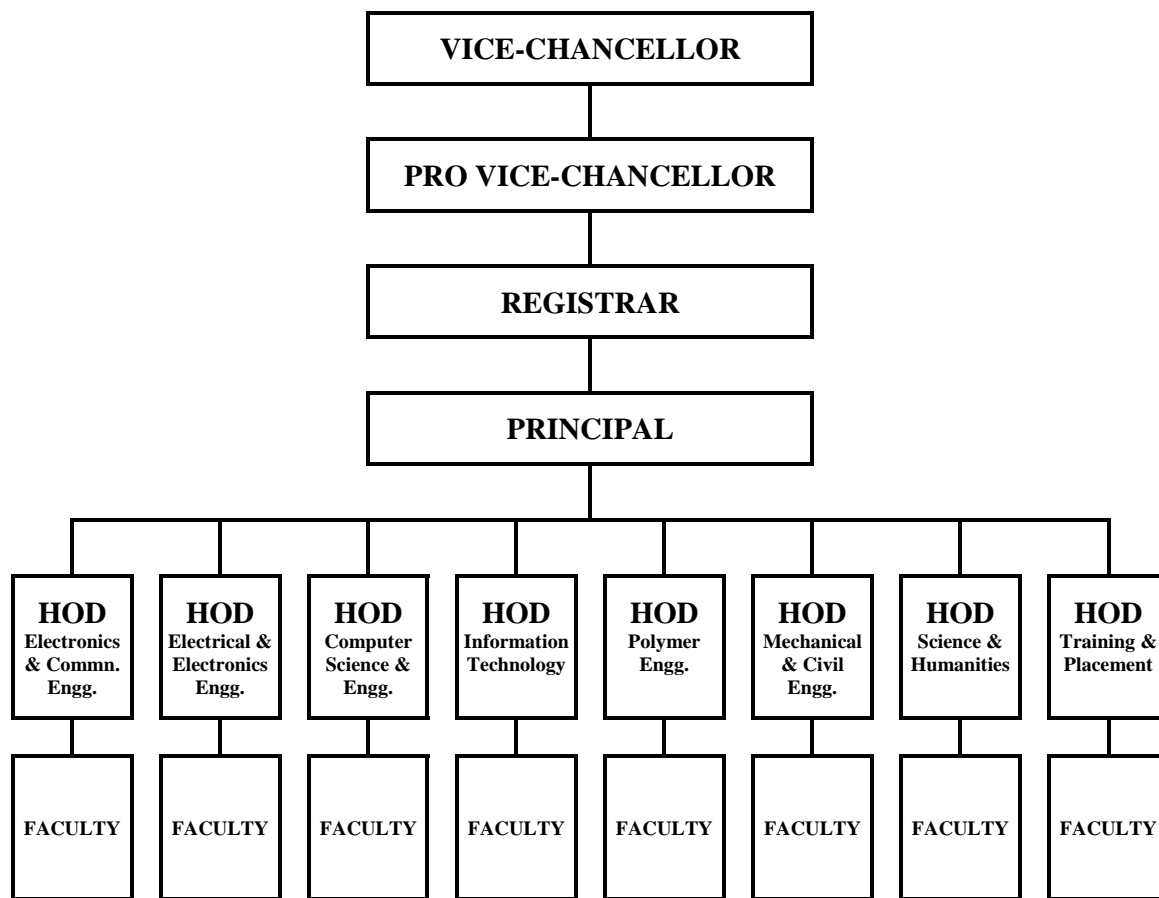 VICE-CHANCELLOR
PRO VICE-CHANCELLOR
REGISTRAR
PRINCIPAL
HOD
Electronics
& Commn.
Engg.
HOD
Electrical &
Electronics
Engg.
HOD
Computer
Science &
Engg.
HOD
Information
Technology
HOD
Polymer
Engg.
HOD
Mechanical
& Civil
Engg.
HOD
Science &
Humanities
HOD
Training &
Placement
FACULTY
FACULTY
FACULTY
FACULTY
FACULTY
FACULTY
FACULTY
FACULTY